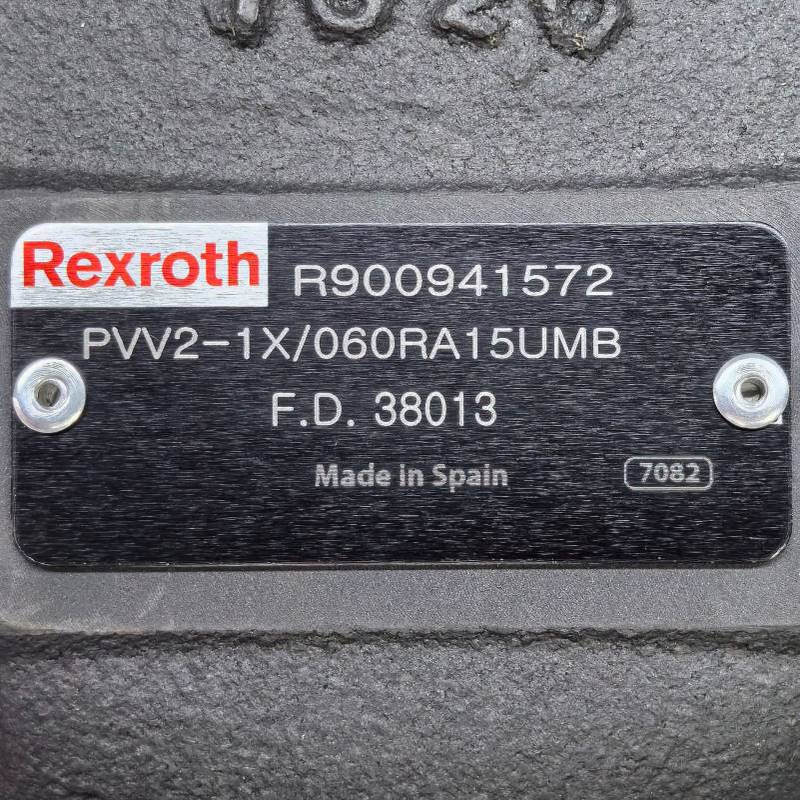 Rexroth R900941572
PVV2-1X/060RA15UMB
F.D. 38013
Made in Spain 7082